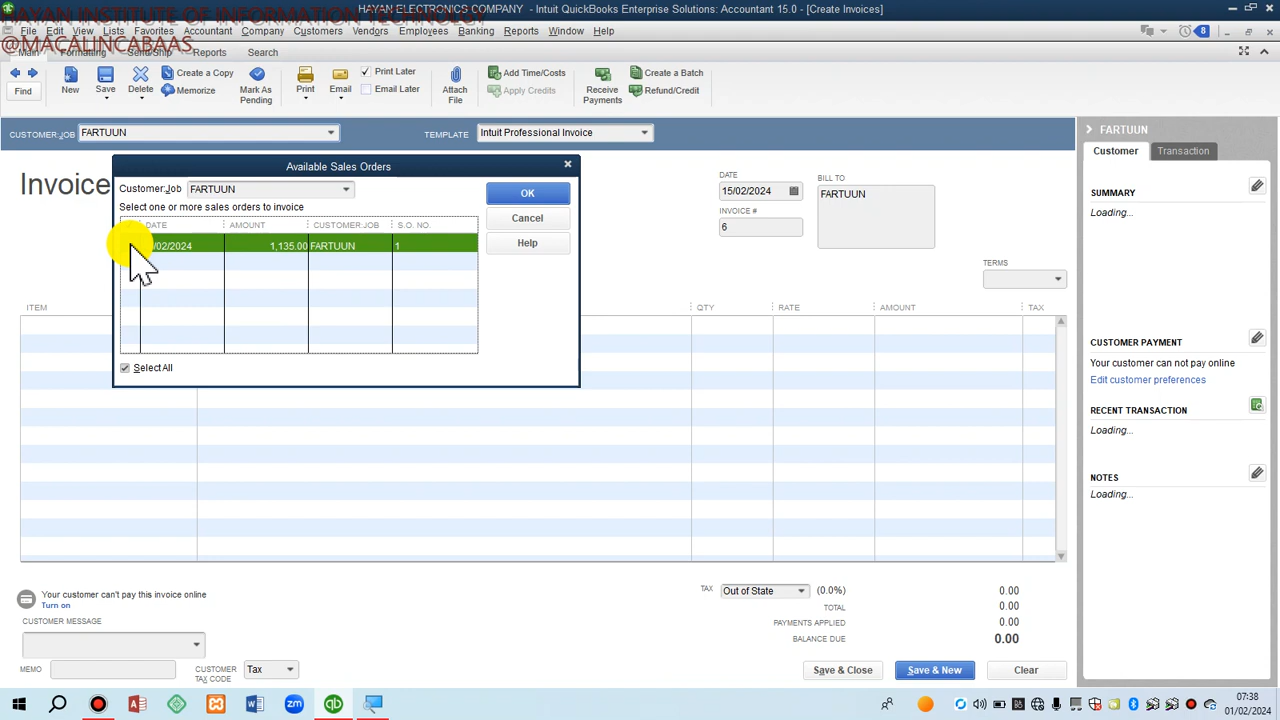 HAYAN INSTITUTE OF INFORMATION TECHNOLOGY
HAYAN ELECTRONICS COMPANY - Intuit QuickBooks Enterprise Solutions: Accountant 15.0 - [Create Invoices]
File Edit View Lists Favorites Accountant Company Customers Vendors Employees Banking Reports Window Help
8
@MACALINCABAAS
Main Formatting Send/Ship Reports Search
Find New Save Delete Create a Copy Memorize Mark As Pending Print Email Print Later Email Later Attach File Add Time/Costs Apply Credits Receive Payments Create a Batch Refund/Credit
CUSTOMER:JOB FARTUUN TEMPLATE Intuit Professional Invoice
FARTUUN
Customer Transaction
Invoice
Available Sales Orders
Customer:Job FARTUUN
Select one or more sales orders to invoice
DATE AMOUNT CUSTOMER:JOB S.O. NO.
/02/2024 1,135.00 FARTUUN 1
Select All
OK
Cancel
Help
DATE
15/02/2024
INVOICE #
6
BILL TO
FARTUUN
TERMS
ITEM QTY RATE AMOUNT TAX
SUMMARY
Loading...
CUSTOMER PAYMENT
Your customer can not pay online
Edit customer preferences
RECENT TRANSACTION
Loading...
NOTES
Loading...
Your customer can't pay this invoice online
Turn on
CUSTOMER MESSAGE
MEMO
CUSTOMER TAX CODE Tax
TAX Out of State (0.0%) 0.00
TOTAL 0.00
PAYMENTS APPLIED 0.00
BALANCE DUE 0.00
Save & Close Save & New Clear
07:38
01/02/2024